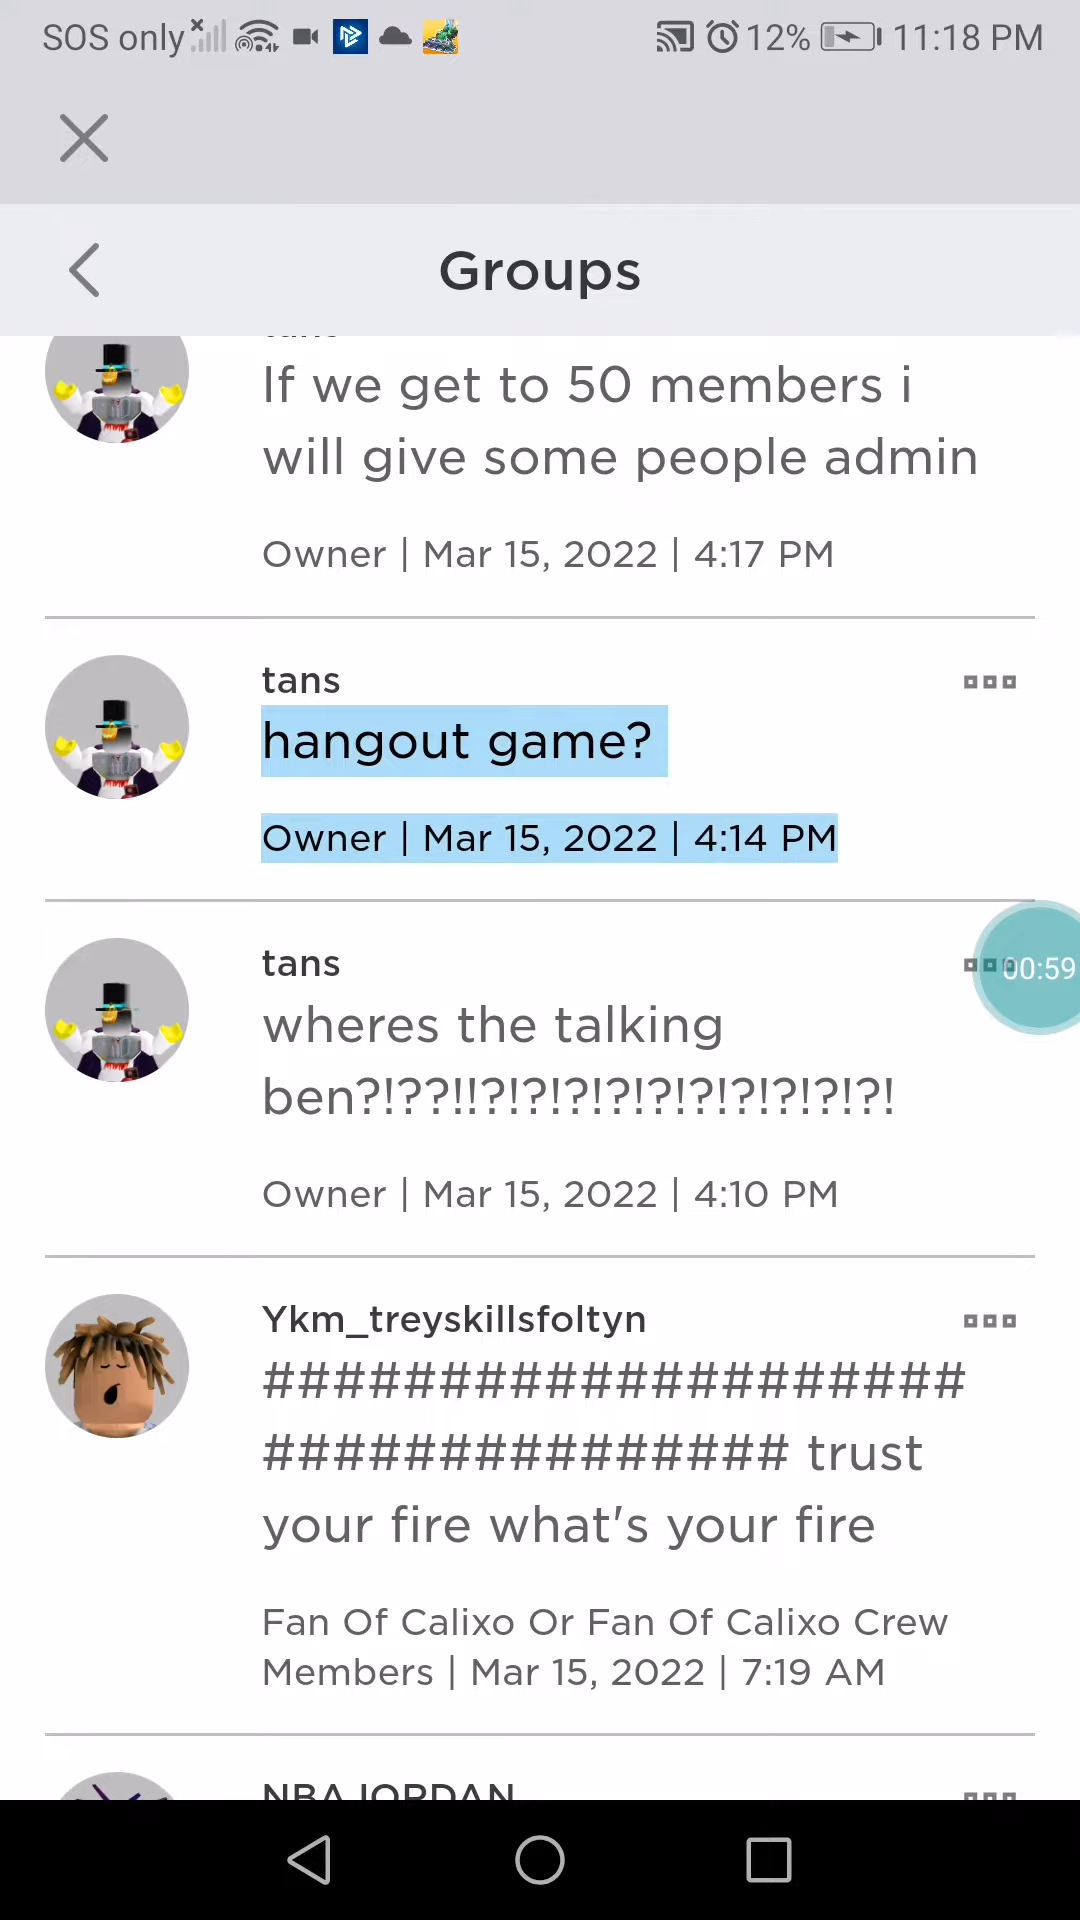 SOS only
12%
11:18 PM
Groups
If we get to 50 members i
will give some people admin
Owner | Mar 15, 2022 | 4:17 PM
tans
hangout game?
Owner | Mar 15, 2022 | 4:14 PM
tans
00:59
wheres the talking
ben?!??!!?!?!?!?!?!?!?!?!?!?!
Owner | Mar 15, 2022 | 4:10 PM
Ykm_treyskillsfoltyn
####################
############### trust
your fire what's your fire
Fan Of Calixo Or Fan Of Calixo Crew
Members | Mar 15, 2022 | 7:19 AM
NBAJORDAN